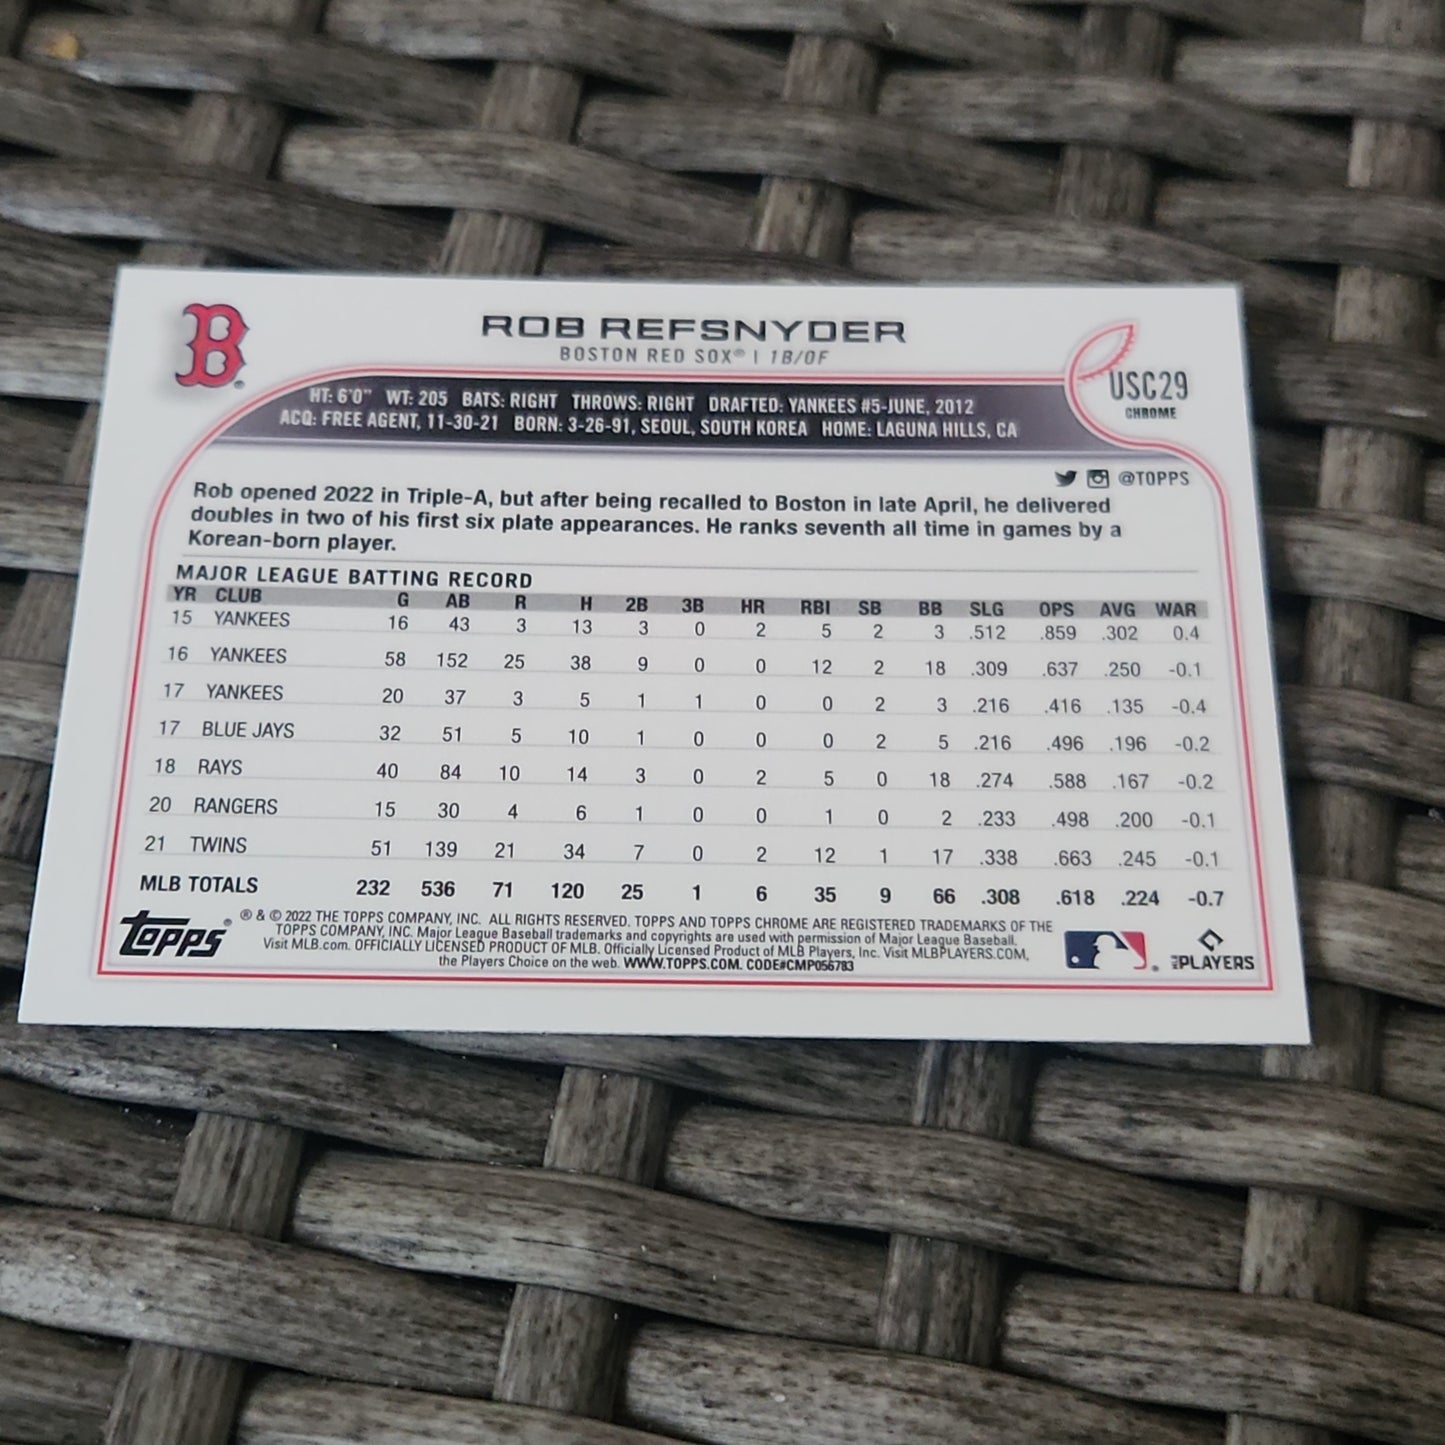 B
ROB REFSNYDER
BOSTON RED SOX® | 1B/OF
USC29
CHROME
HT: 6'0" WT: 205 BATS: RIGHT THROWS: RIGHT DRAFTED: YANKEES #5-JUNE, 2012
ACQ: FREE AGENT, 11-30-21 BORN: 3-26-91, SEOUL, SOUTH KOREA HOME: LAGUNA HILLS, CA
@TOPPS
Rob opened 2022 in Triple-A, but after being recalled to Boston in late April, he delivered
doubles in two of his first six plate appearances. He ranks seventh all time in games by a
Korean-born player.
MAJOR LEAGUE BATTING RECORD
YR CLUB G AB R H 2B 3B HR RBI SB BB SLG OPS AVG WAR
15 YANKEES 16 43 3 13 3 0 2 5 2 3 .512 .859 .302 0.4
16 YANKEES 58 152 25 38 9 0 0 12 2 18 .309 .637 .250 -0.1
17 YANKEES 20 37 3 5 1 1 0 0 2 3 .216 .416 .135 -0.4
17 BLUE JAYS 32 51 5 10 1 0 0 0 2 5 .216 .496 .196 -0.2
18 RAYS 40 84 10 14 3 0 2 5 0 18 .274 .588 .167 -0.2
20 RANGERS 15 30 4 6 1 0 0 1 0 2 .233 .498 .200 -0.1
21 TWINS 51 139 21 34 7 0 2 12 1 17 .338 .663 .245 -0.1
MLB TOTALS 232 536 71 120 25 1 6 35 9 66 .308 .618 .224 -0.7
Topps®
® & © 2022 THE TOPPS COMPANY, INC. ALL RIGHTS RESERVED. TOPPS AND TOPPS CHROME ARE REGISTERED TRADEMARKS OF THE
TOPPS COMPANY, INC. Major League Baseball trademarks and copyrights are used with permission of Major League Baseball.
Visit MLB.com. OFFICIALLY LICENSED PRODUCT OF MLB. Officially Licensed Product of MLB Players, Inc. Visit MLBPLAYERS.COM,
the Players Choice on the web. WWW.TOPPS.COM. CODE#CMP056783
PLAYERS